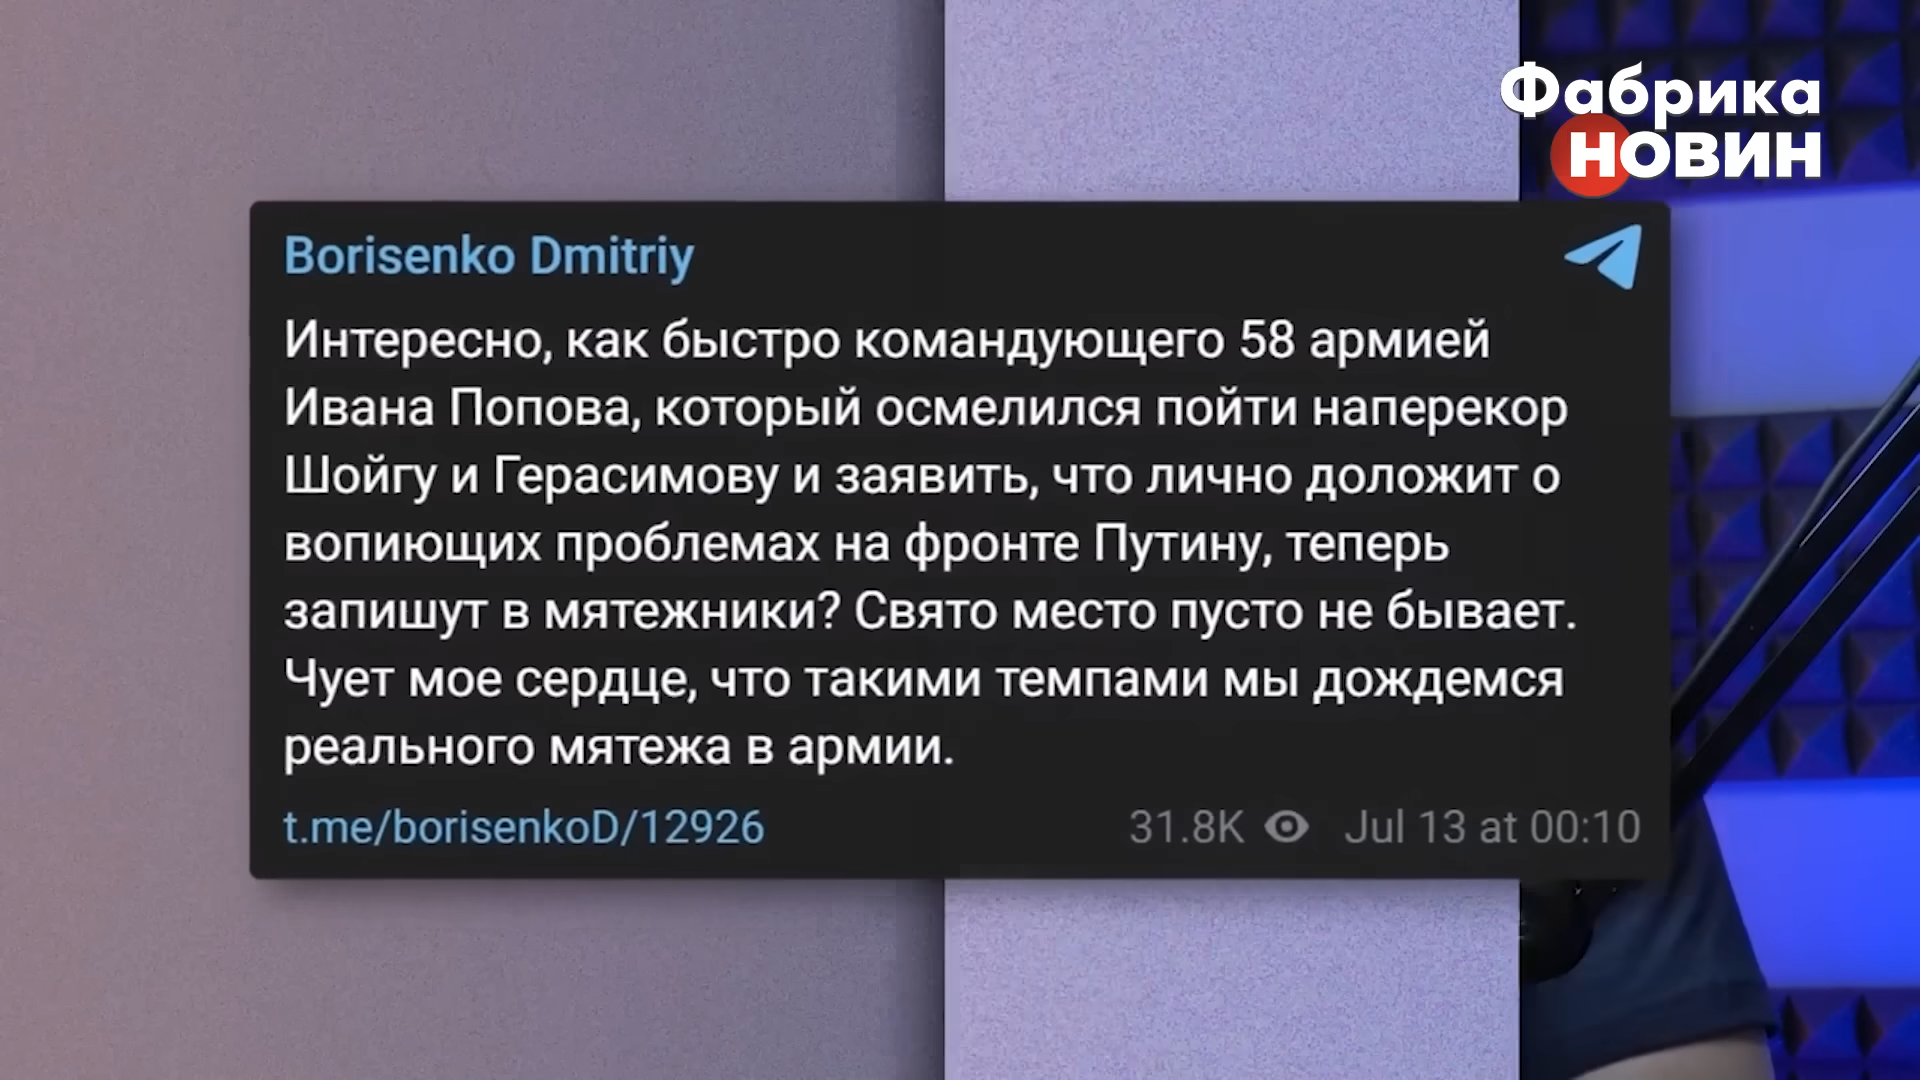 Фабрика
новин
Borisenko Dmitriy
Интересно, как быстро командующего 58 армией
Ивана Попова, который осмелился пойти наперекор
Шойгу и Герасимову и заявить, что лично доложит о
вопиющих проблемах на фронте Путину, теперь
запишут в мятежники? Свято место пусто не бывает.
Чует мое сердце, что такими темпами мы дождемся
реального мятежа в армии.
t.me/borisenkoD/12926
31.8K Jul 13 at 00:10